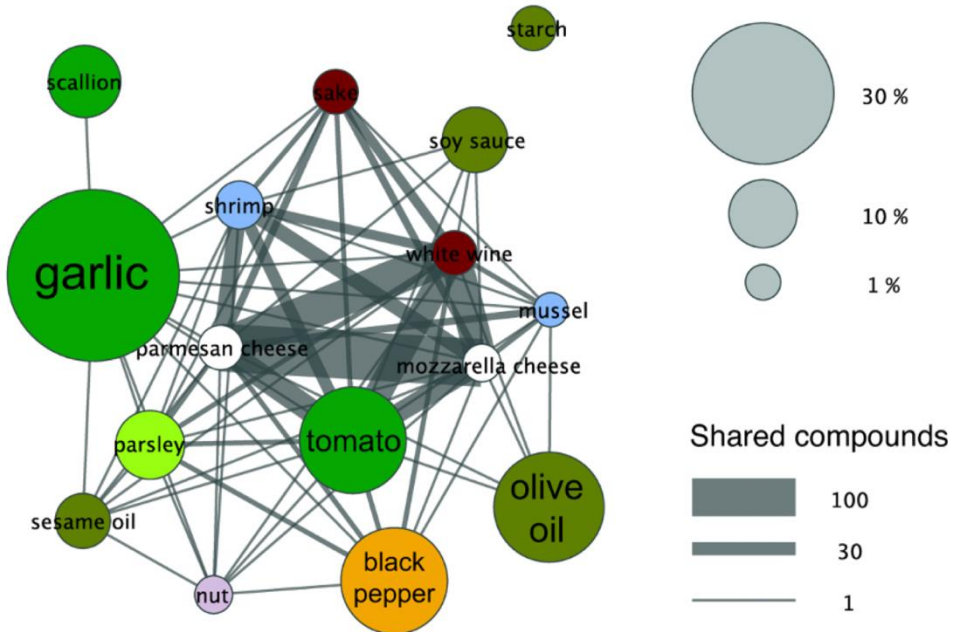 starch
scallion
sake
soy sauce
shrimp
white wine
garlic
mussel
parmesan cheese
mozzarella cheese
parsley
tomato
olive
oil
sesame oil
black
pepper
nut
30 %
10 %
1 %
Shared compounds
100
30
1